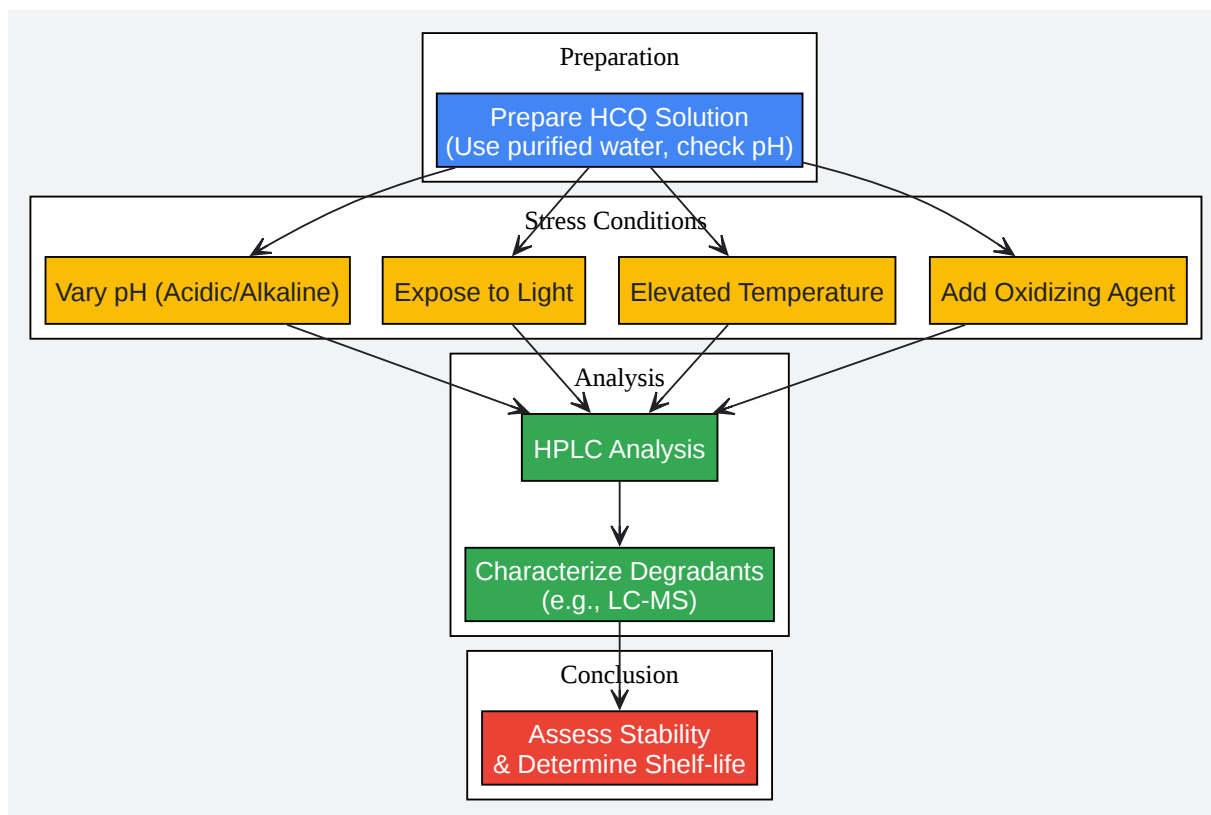 Preparation
Prepare HCQ Solution
(Use purified water, check pH)
Stress Conditions
Vary pH (Acidic/Alkaline)
Expose to Light
Elevated Temperature
Add Oxidizing Agent
Analysis
HPLC Analysis
Characterize Degradants
(e.g., LC-MS)
Conclusion
Assess Stability
& Determine Shelf-life